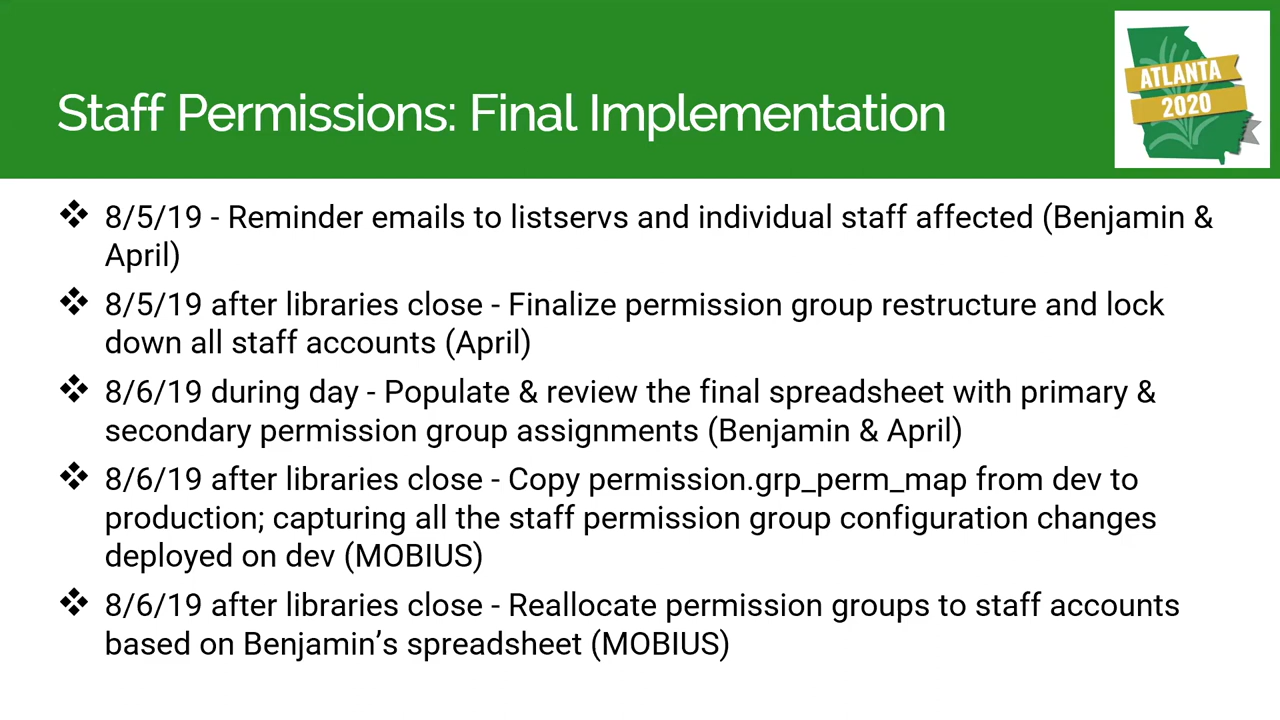 Staff Permissions: Final Implementation
ATLANTA
2020
❖ 8/5/19 - Reminder emails to listservs and individual staff affected (Benjamin &
April)
❖ 8/5/19 after libraries close - Finalize permission group restructure and lock
down all staff accounts (April)
❖ 8/6/19 during day - Populate & review the final spreadsheet with primary &
secondary permission group assignments (Benjamin & April)
❖ 8/6/19 after libraries close - Copy permission.grp_perm_map from dev to
production; capturing all the staff permission group configuration changes
deployed on dev (MOBIUS)
❖ 8/6/19 after libraries close - Reallocate permission groups to staff accounts
based on Benjamin’s spreadsheet (MOBIUS)